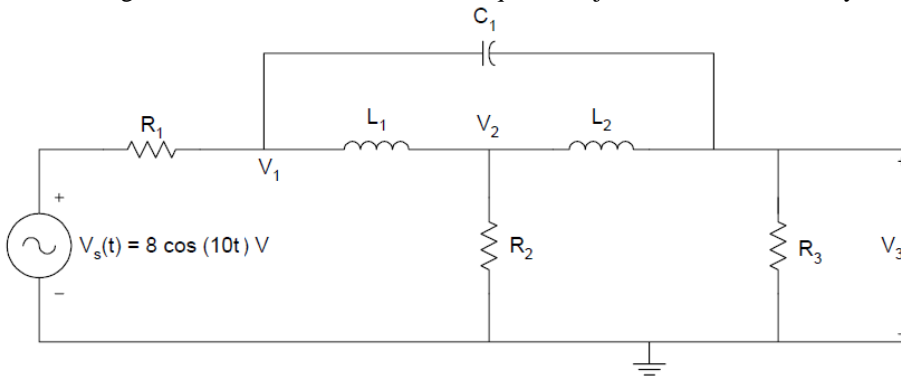 C1
R1
L1
V2
L2
V1
+
+
Vs(t) = 8 cos (10t) V
R2
R3
V3
−